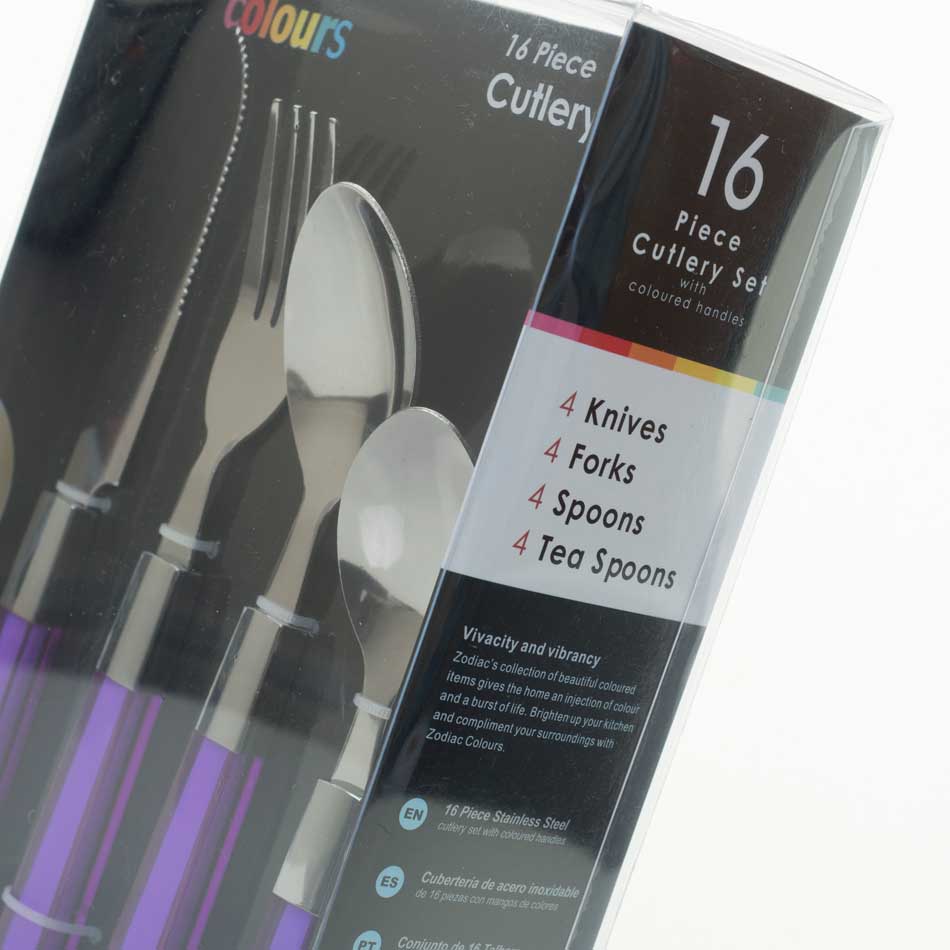 colours
16 Piece
Cutlery
16
Piece
Cutlery Set
with
coloured handles
4 Knives
4 Forks
4 Spoons
4 Tea Spoons
Vivacity and vibrancy
Zodiac's collection of beautiful coloured
items gives the home an injection of colour
and a burst of life. Brighten up your kitchen
and compliment your surroundings with
Zodiac Colours.
EN 16 Piece Stainless Steel
cutlery set with coloured handles
ES Cubertería de acero inoxidable
de 16 piezas con mangos de colores
PT Conjunto de 16